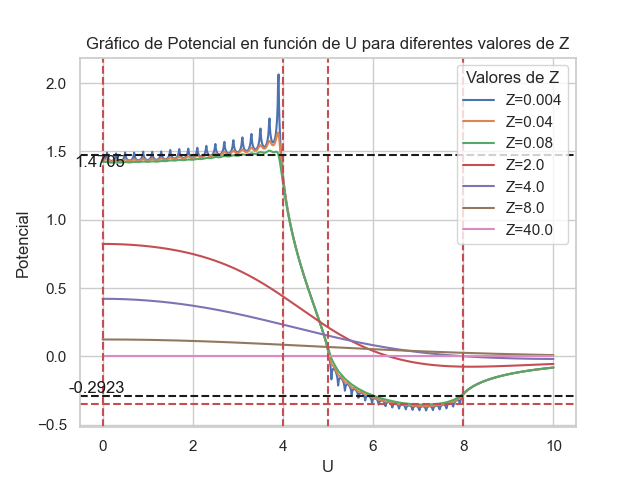 Gráfico de Potencial en función de U para diferentes valores de Z
Valores de Z
Z=0.004
Z=0.04
Z=0.08
Z=2.0
Z=4.0
Z=8.0
Z=40.0
2.0
1.5
1.0
0.5
0.0
−0.5
1.4705
-0.2923
Potencial
0
2
4
6
8
10
U